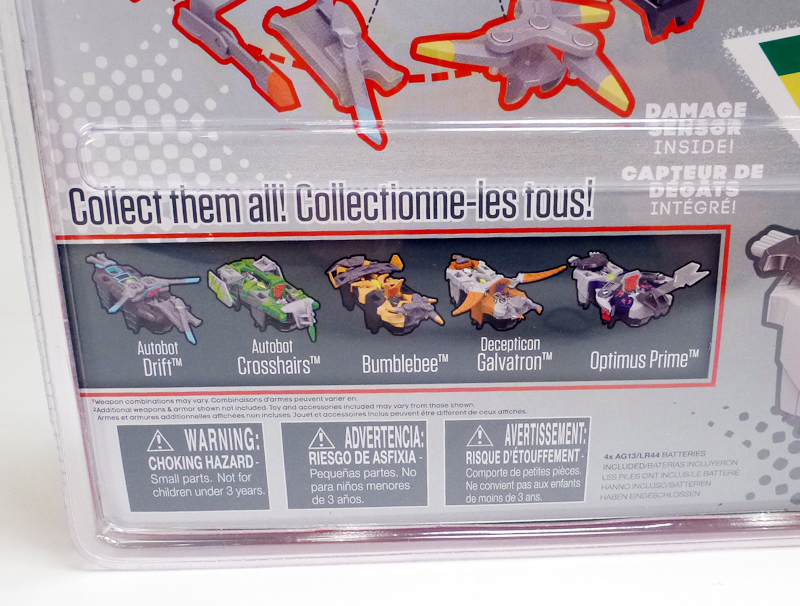 DAMAGE
SENSOR
INSIDE!
CAPTEUR DE
DÉGÂTS
INTÉGRÉ!
Collect them all! Collectionne-les tous!
Autobot
Drift™
Autobot
Crosshairs™
Bumblebee™
Decepticon
Galvatron™
Optimus Prime™
¹Weapon combinations may vary. Combinaisons d'armes peuvent varier en.
²Additional weapons & armor shown not included. Toy and accessories included may vary from those shown.
Armes et armures additionnelles affichées non incluses. Jouet et accessoires inclus peuvent être différent de ceux affichés.
WARNING:
CHOKING HAZARD -
Small parts. Not for
children under 3 years.
ADVERTENCIA:
RIESGO DE ASFIXIA -
Pequeñas partes. No
para niños menores
de 3 años.
AVERTISSEMENT:
RISQUE D'ÉTOUFFEMENT -
Comporte de petites pièces.
Ne convient pas aux enfants
de moins de 3 ans.
4x AG13/LR44 BATTERIES
INCLUDED/BATERIAS INCLUYERON
LES PILES ONT INCLUS/LE BATTERIE
HANNO INCLUSO/BATTERIEN
HABEN EINGESCHLOSSEN